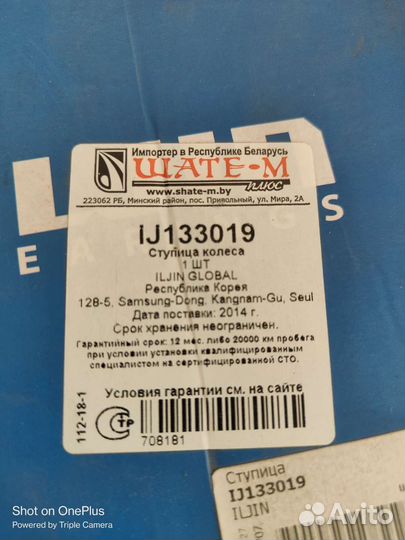 Импортер в Республике Беларусь
ШАТЕ-М
плюс
www.shate-m.by
223062 РБ, Минский район, пос. Привольный, ул. Мира, 2А
IJ133019
Ступица колеса
1 ШТ
ILJIN GLOBAL
Республика Корея
128-5, Samsung-Dong, Kangnam-Gu, Seul
Дата поставки: 2014 г.
Срок хранения неограничен.
Гарантийный срок: 12 мес. либо 20000 км пробега
при условии установки квалифицированным
специалистом на сертифицированной СТО.
Условия гарантии см. на сайте
112-18-1
708181
ТР
Ступица
IJ133019
ILJIN
Shot on OnePlus
Powered by Triple Camera
Avito